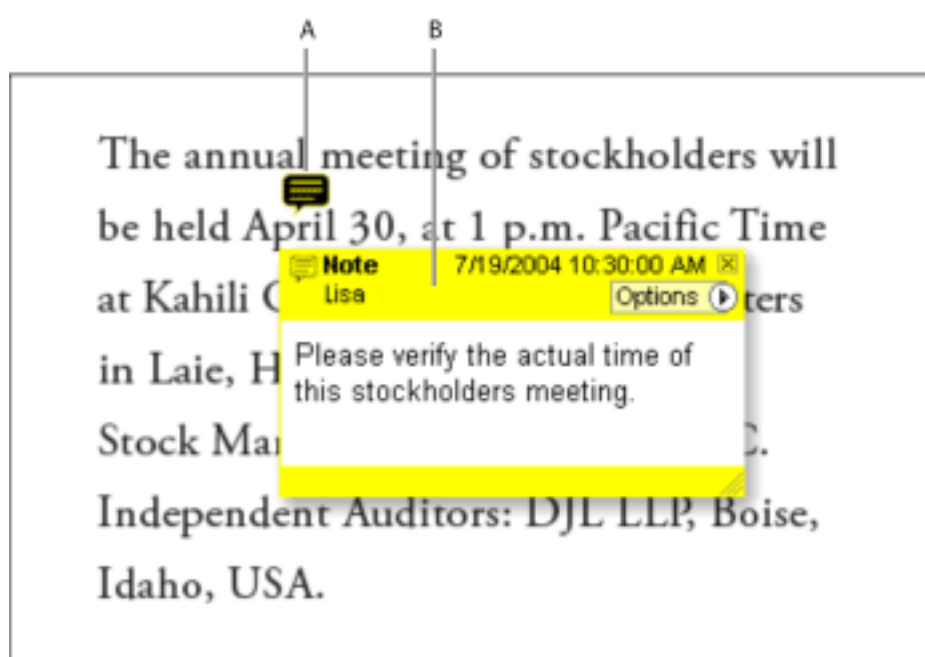 A B
The annual meeting of stockholders will
be held April 30, at 1 p.m. Pacific Time
Note 7/19/2004 10:30:00 AM
at Kahili
Lisa Options
in Laie,
Please verify the actual time of
this stockholders meeting.
Stock
Independent Auditors: DJL LLP, Boise,
Idaho, USA.